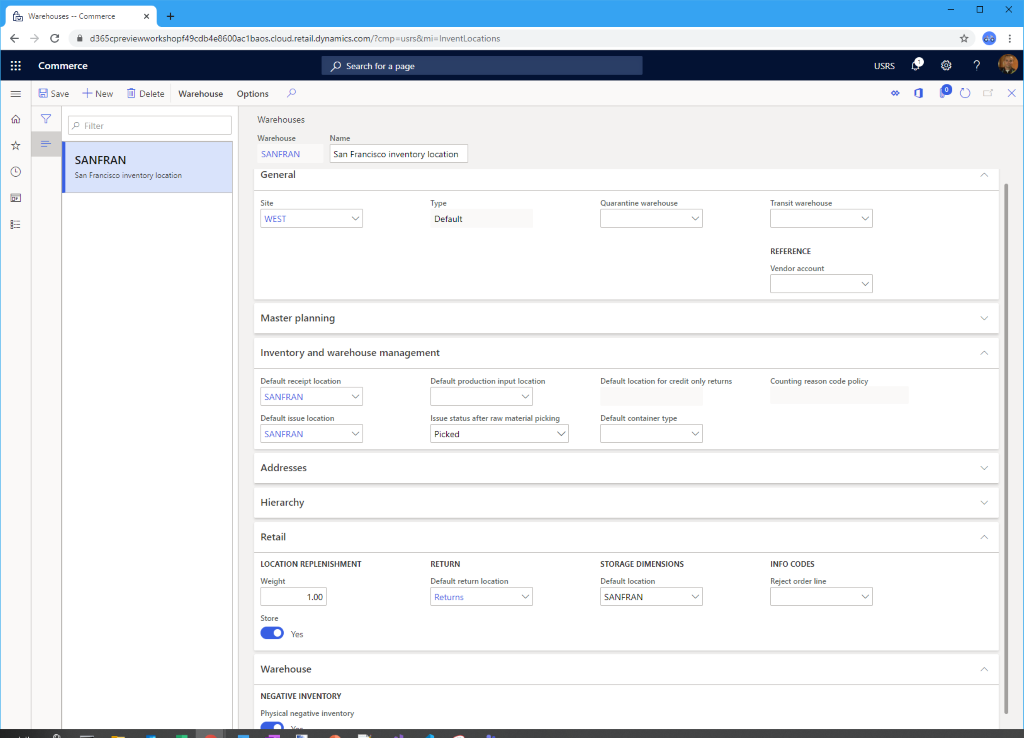 Warehouses -- Commerce
d365cpreviewworkshopf49cdb4e8600ac1baos.cloud.retail.dynamics.com/?cmp=usrs&mi=InventLocations
Commerce
Search for a page
USRS
1
Save
New
Delete
Warehouse
Options
0
Filter
SANFRAN
San Francisco inventory location
Warehouses
Warehouse Name
SANFRAN San Francisco inventory location
General
Site Type Quarantine warehouse Transit warehouse
WEST Default
REFERENCE
Vendor account
Master planning
Inventory and warehouse management
Default receipt location Default production input location Default location for credit only returns Counting reason code policy
SANFRAN
Default issue location Issue status after raw material picking Default container type
SANFRAN Picked
Addresses
Hierarchy
Retail
LOCATION REPLENISHMENT RETURN STORAGE DIMENSIONS INFO CODES
Weight Default return location Default location Reject order line
1.00 Returns SANFRAN
Store
Yes
Warehouse
NEGATIVE INVENTORY
Physical negative inventory
Yes